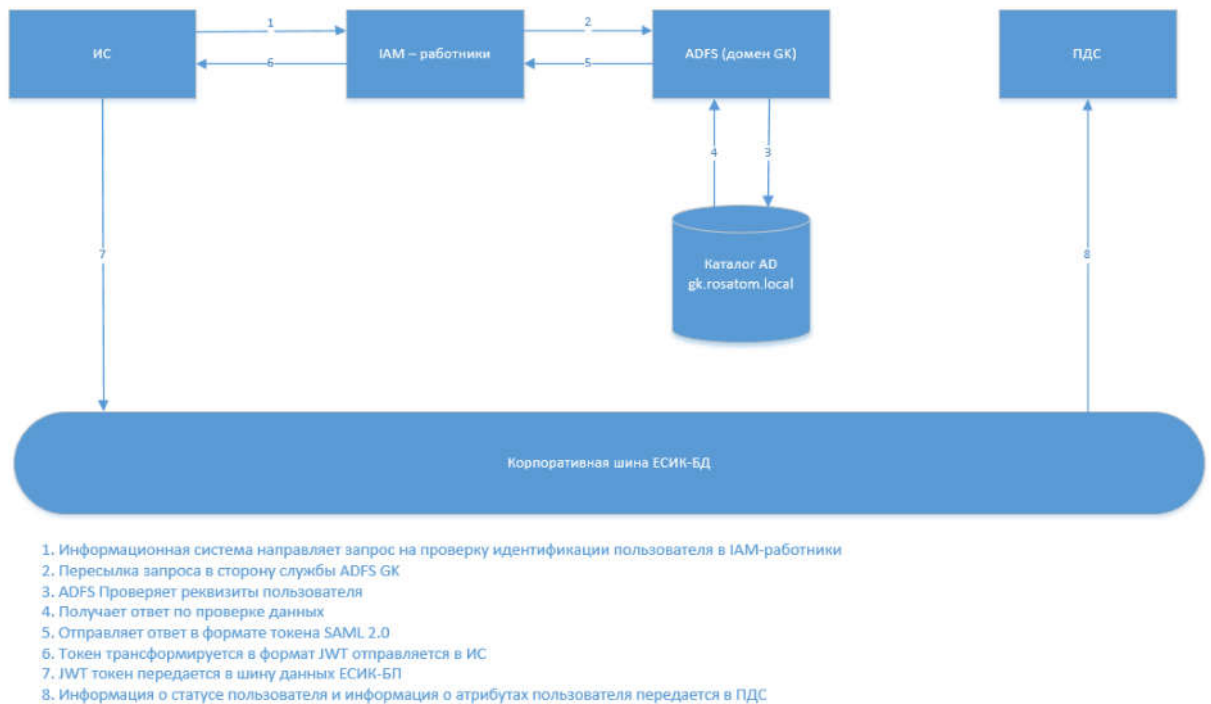 1
2
ИС
IAM – работники
ADFS (домен GK)
ПДС
6
5
4
3
Каталог AD
gk.rosatom.local
7
8
Корпоративная шина ЕСИК-БД
1. Информационная система направляет запрос на проверку идентификации пользователя в IAM-работники
2. Пересылка запроса в сторону службы ADFS GK
3. ADFS Проверяет реквизиты пользователя
4. Получает ответ по проверке данных
5. Отправляет ответ в формате токена SAML 2.0
6. Токен трансформируется в формат JWT отправляется в ИС
7. JWT токен передается в шину данных ЕСИК-БП
8. Информация о статусе пользователя и информация о атрибутах пользователя передается в ПДС